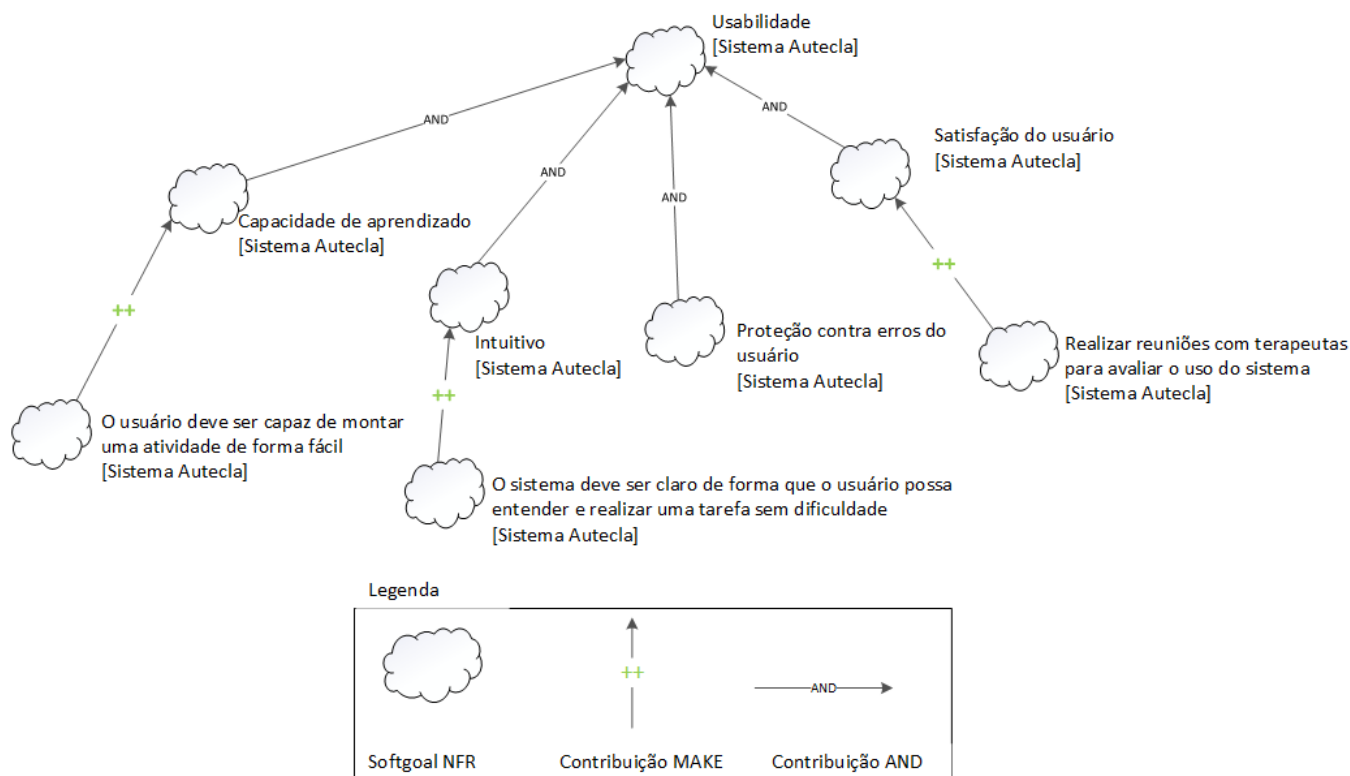 Usabilidade
[Sistema Autecla]
AND
AND
AND
AND
Satisfação do usuário
[Sistema Autecla]
Capacidade de aprendizado
[Sistema Autecla]
++
++
++
Intuitivo
[Sistema Autecla]
Proteção contra erros do
usuário
[Sistema Autecla]
Realizar reuniões com terapeutas
para avaliar o uso do sistema
[Sistema Autecla]
O usuário deve ser capaz de montar
uma atividade de forma fácil
[Sistema Autecla]
O sistema deve ser claro de forma que o usuário possa
entender e realizar uma tarefa sem dificuldade
[Sistema Autecla]
Legenda
++
AND
Softgoal NFR
Contribuição MAKE
Contribuição AND